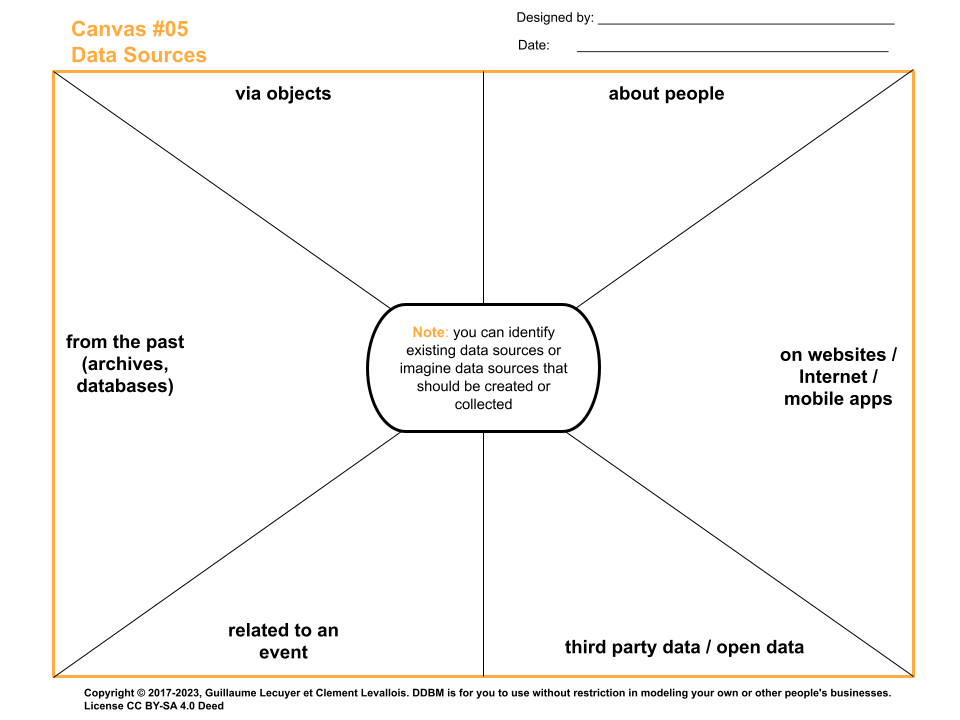 Canvas #05
Data Sources
Designed by:
Date:
via objects
about people
from the past
(archives,
databases)
Note: you can identify
existing data sources or
imagine data sources that
should be created or
collected
on websites /
Internet /
mobile apps
related to an
event
third party data / open data
Copyright © 2017-2023, Guillaume Lecuyer et Clement Levallois. DDBM is for you to use without restriction in modeling your own or other people's businesses.
License CC BY-SA 4.0 Deed